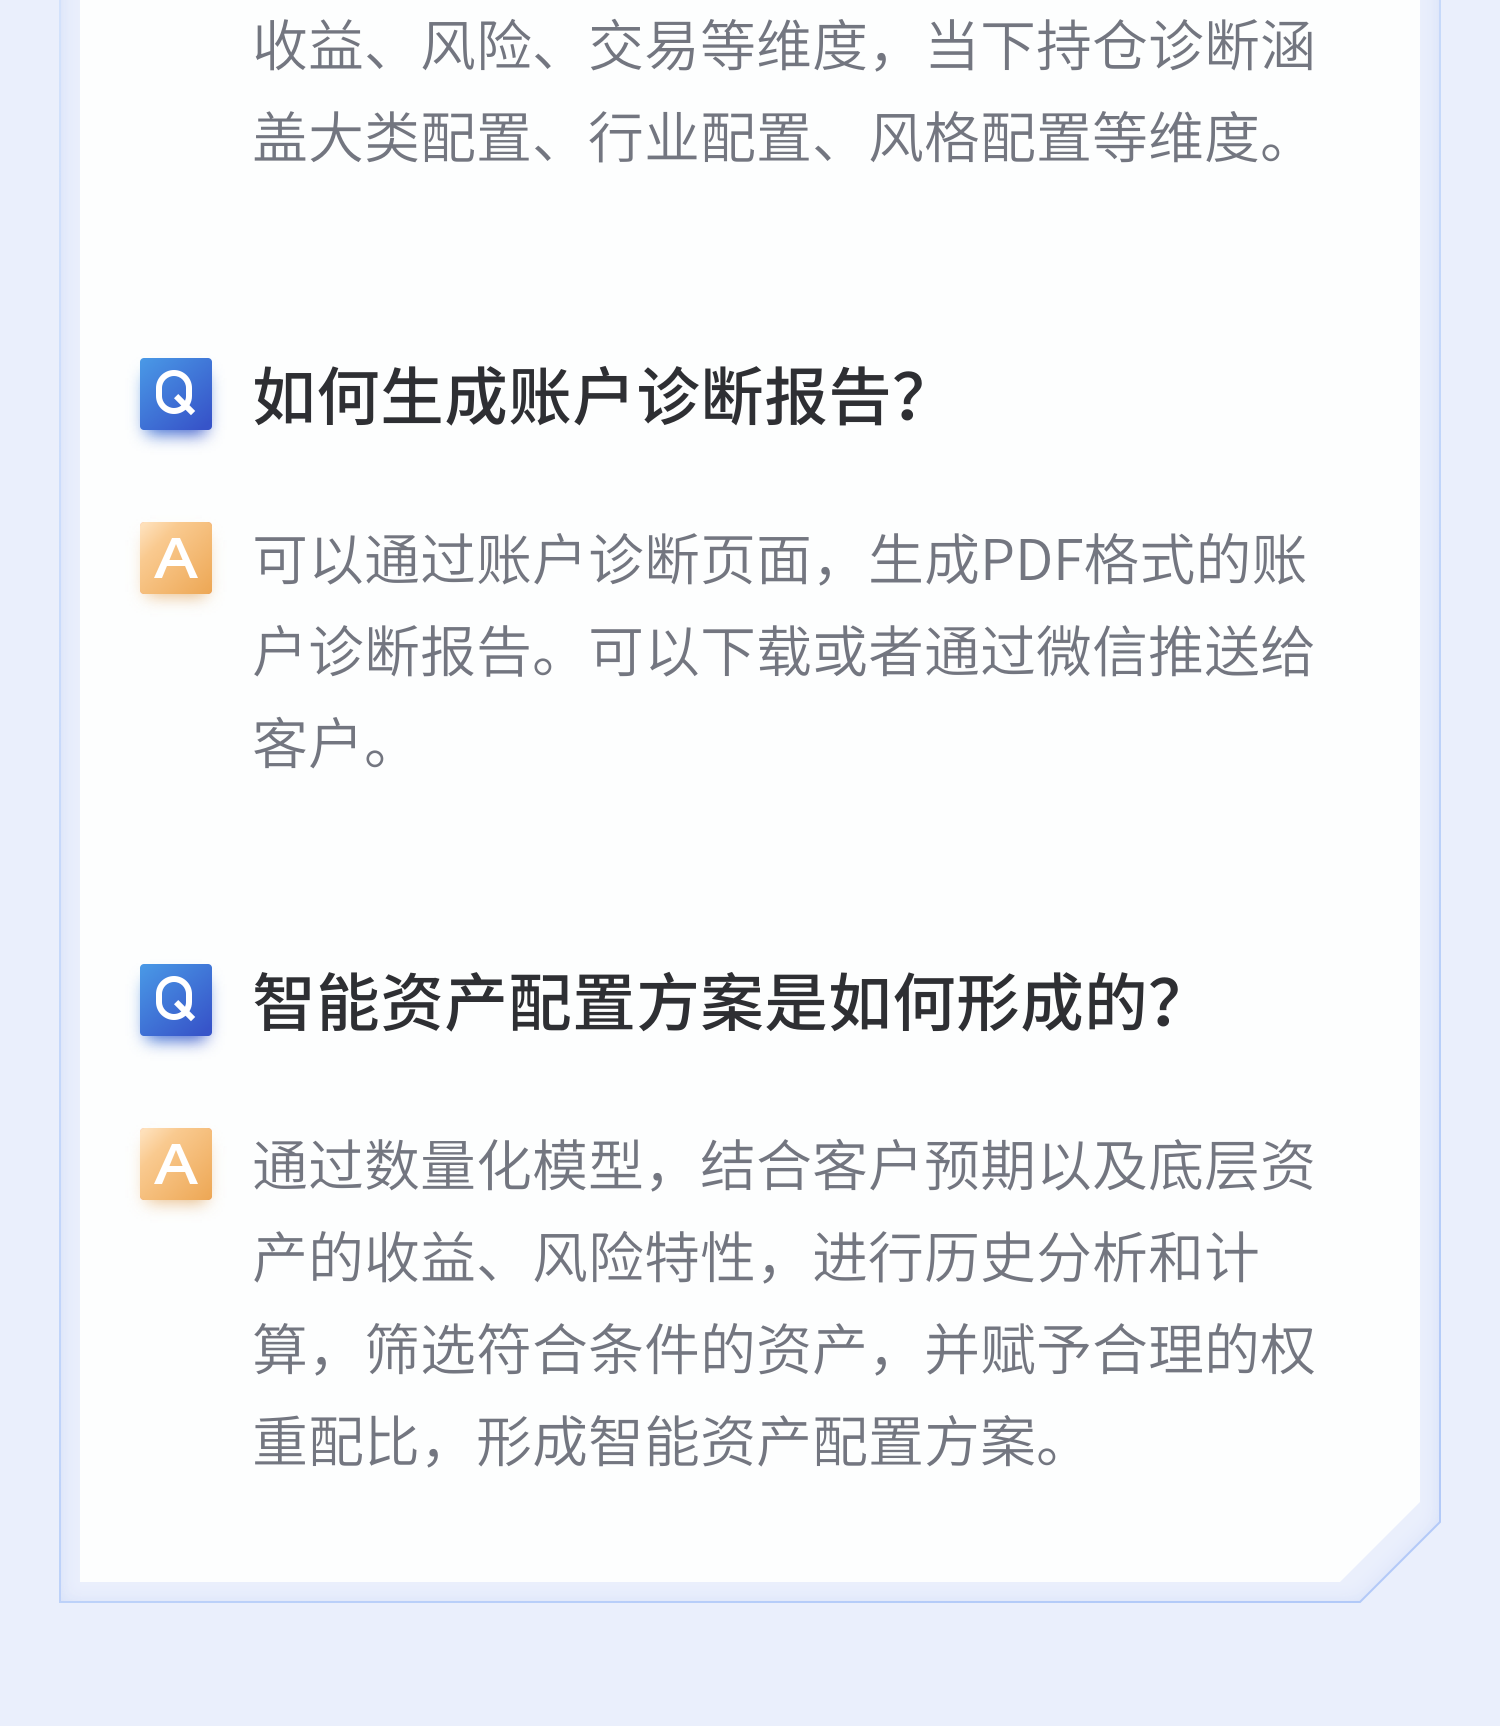 收益、风险、交易等维度，当下持仓诊断涵
盖大类配置、行业配置、风格配置等维度。
Q 如何生成账户诊断报告？
A 可以通过账户诊断页面，生成PDF格式的账
户诊断报告。可以下载或者通过微信推送给
客户。
Q 智能资产配置方案是如何形成的？
A 通过数量化模型，结合客户预期以及底层资
产的收益、风险特性，进行历史分析和计
算，筛选符合条件的资产，并赋予合理的权
重配比，形成智能资产配置方案。